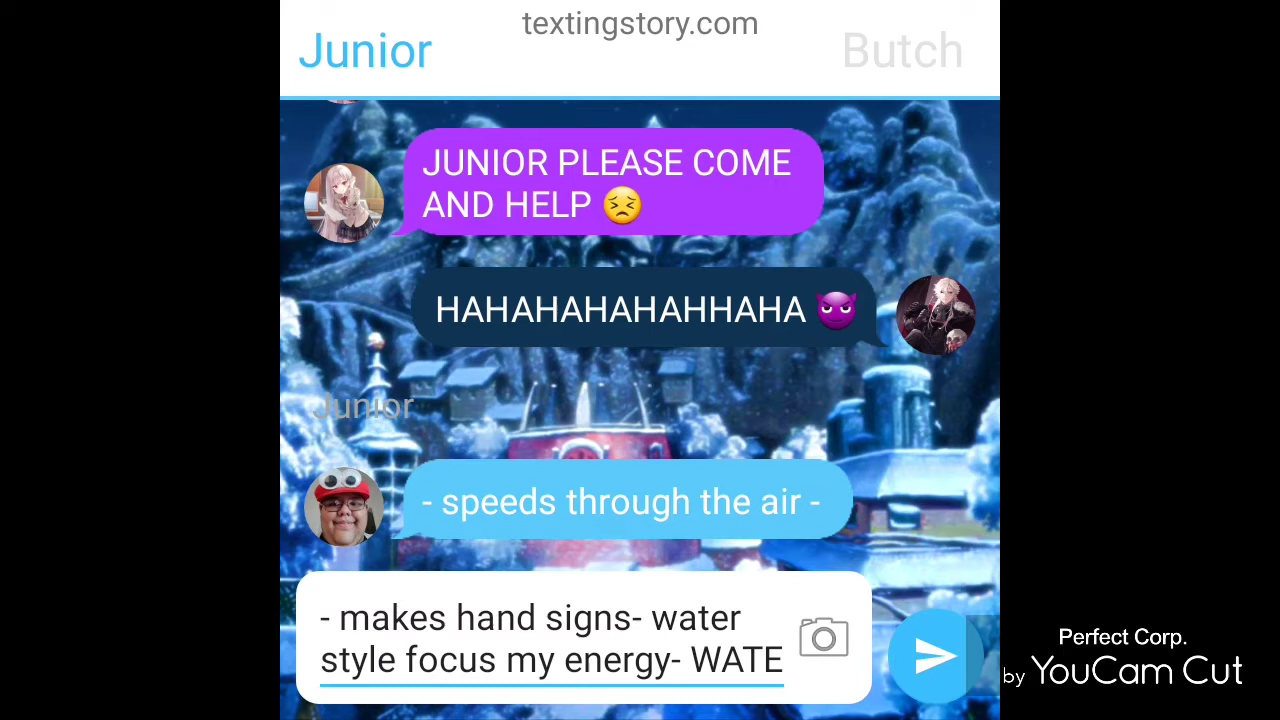 textingstory.com
Junior
Butch
JUNIOR PLEASE COME
AND HELP 😣
HAHAHAHAHAHHAHA 😈
Junior
- speeds through the air -
- makes hand signs- water
style focus my energy- WATE
Perfect Corp.
by YouCam Cut